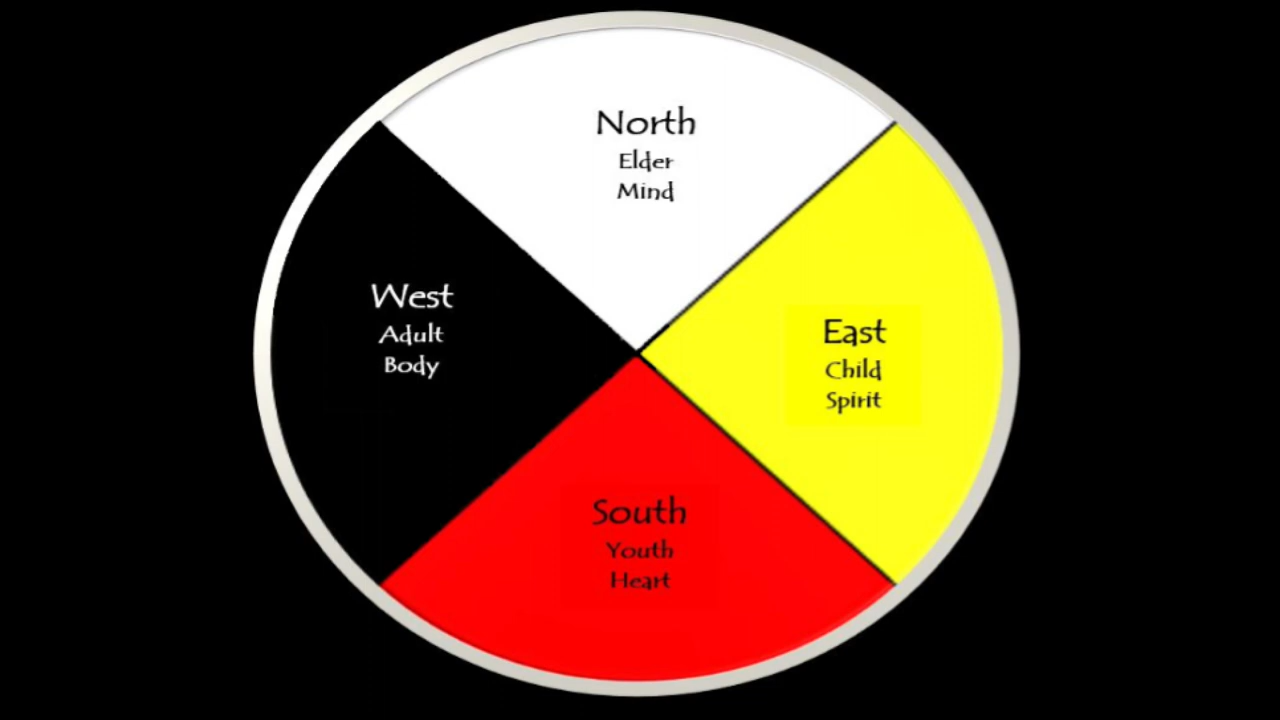 North
Elder
Mind
West
Adult
Body
East
Child
Spirit
South
Youth
Heart